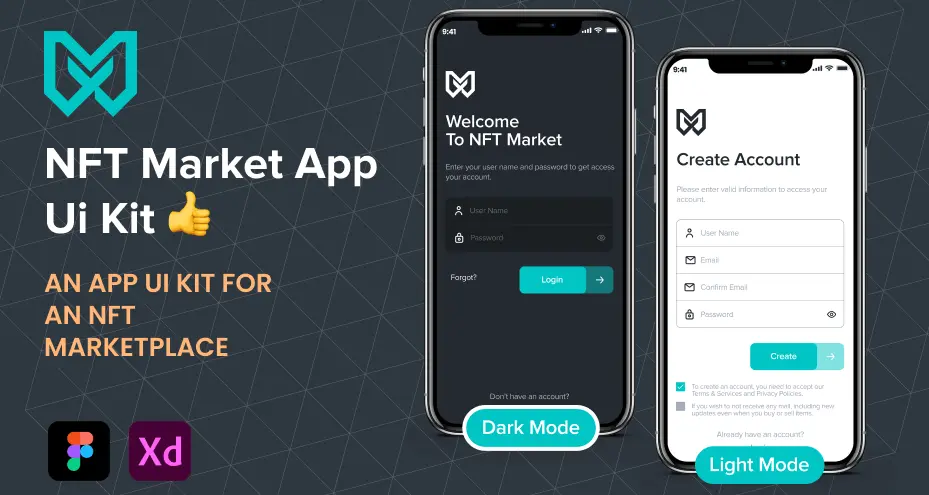 NFT Market App
Ui Kit
AN APP UI KIT FOR
AN NFT
MARKETPLACE
Xd
9:41
Welcome
To NFT Market
Enter your user name and password to get access
your account.
User Name
Password
Forgot?
Login
Don't have an account?
Dark Mode
9:41
Create Account
Please enter valid information to access your
account.
User Name
Email
Confirm Email
Password
Create
To create an account, you need to accept our
Terms & Services and Privacy Policies.
If you wish to not receive any mail, including new
updates even when you buy or sell items.
Already have an account?
Light Mode